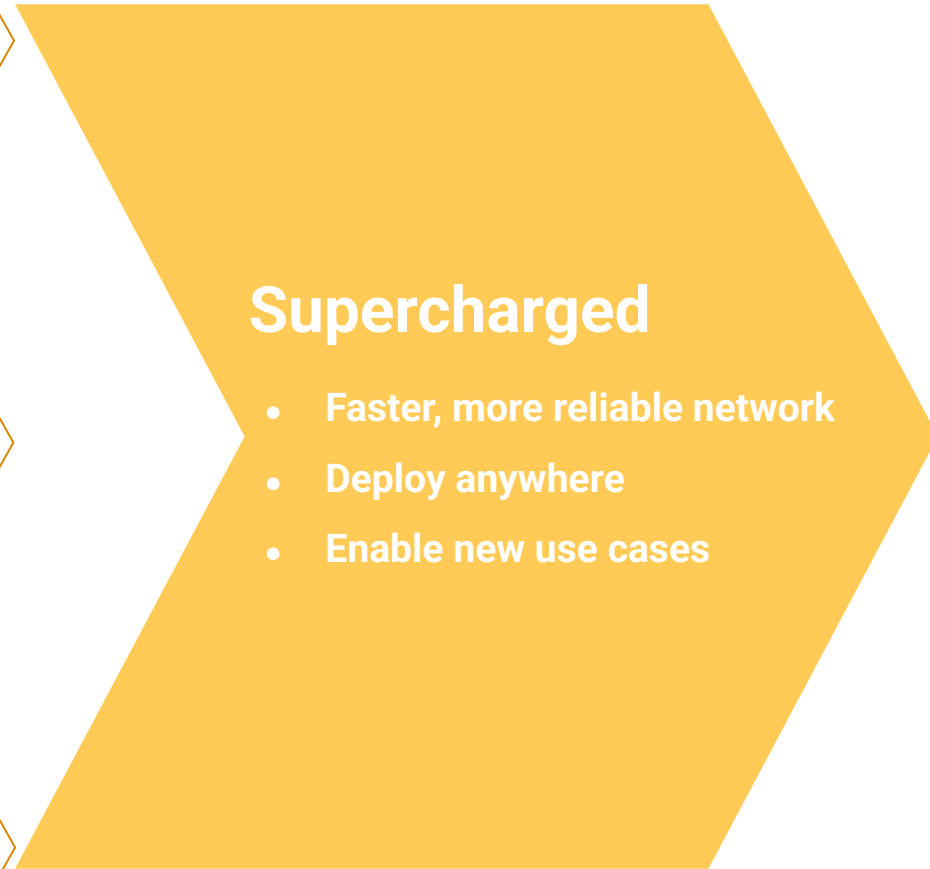 Supercharged
● Faster, more reliable network
● Deploy anywhere
● Enable new use cases